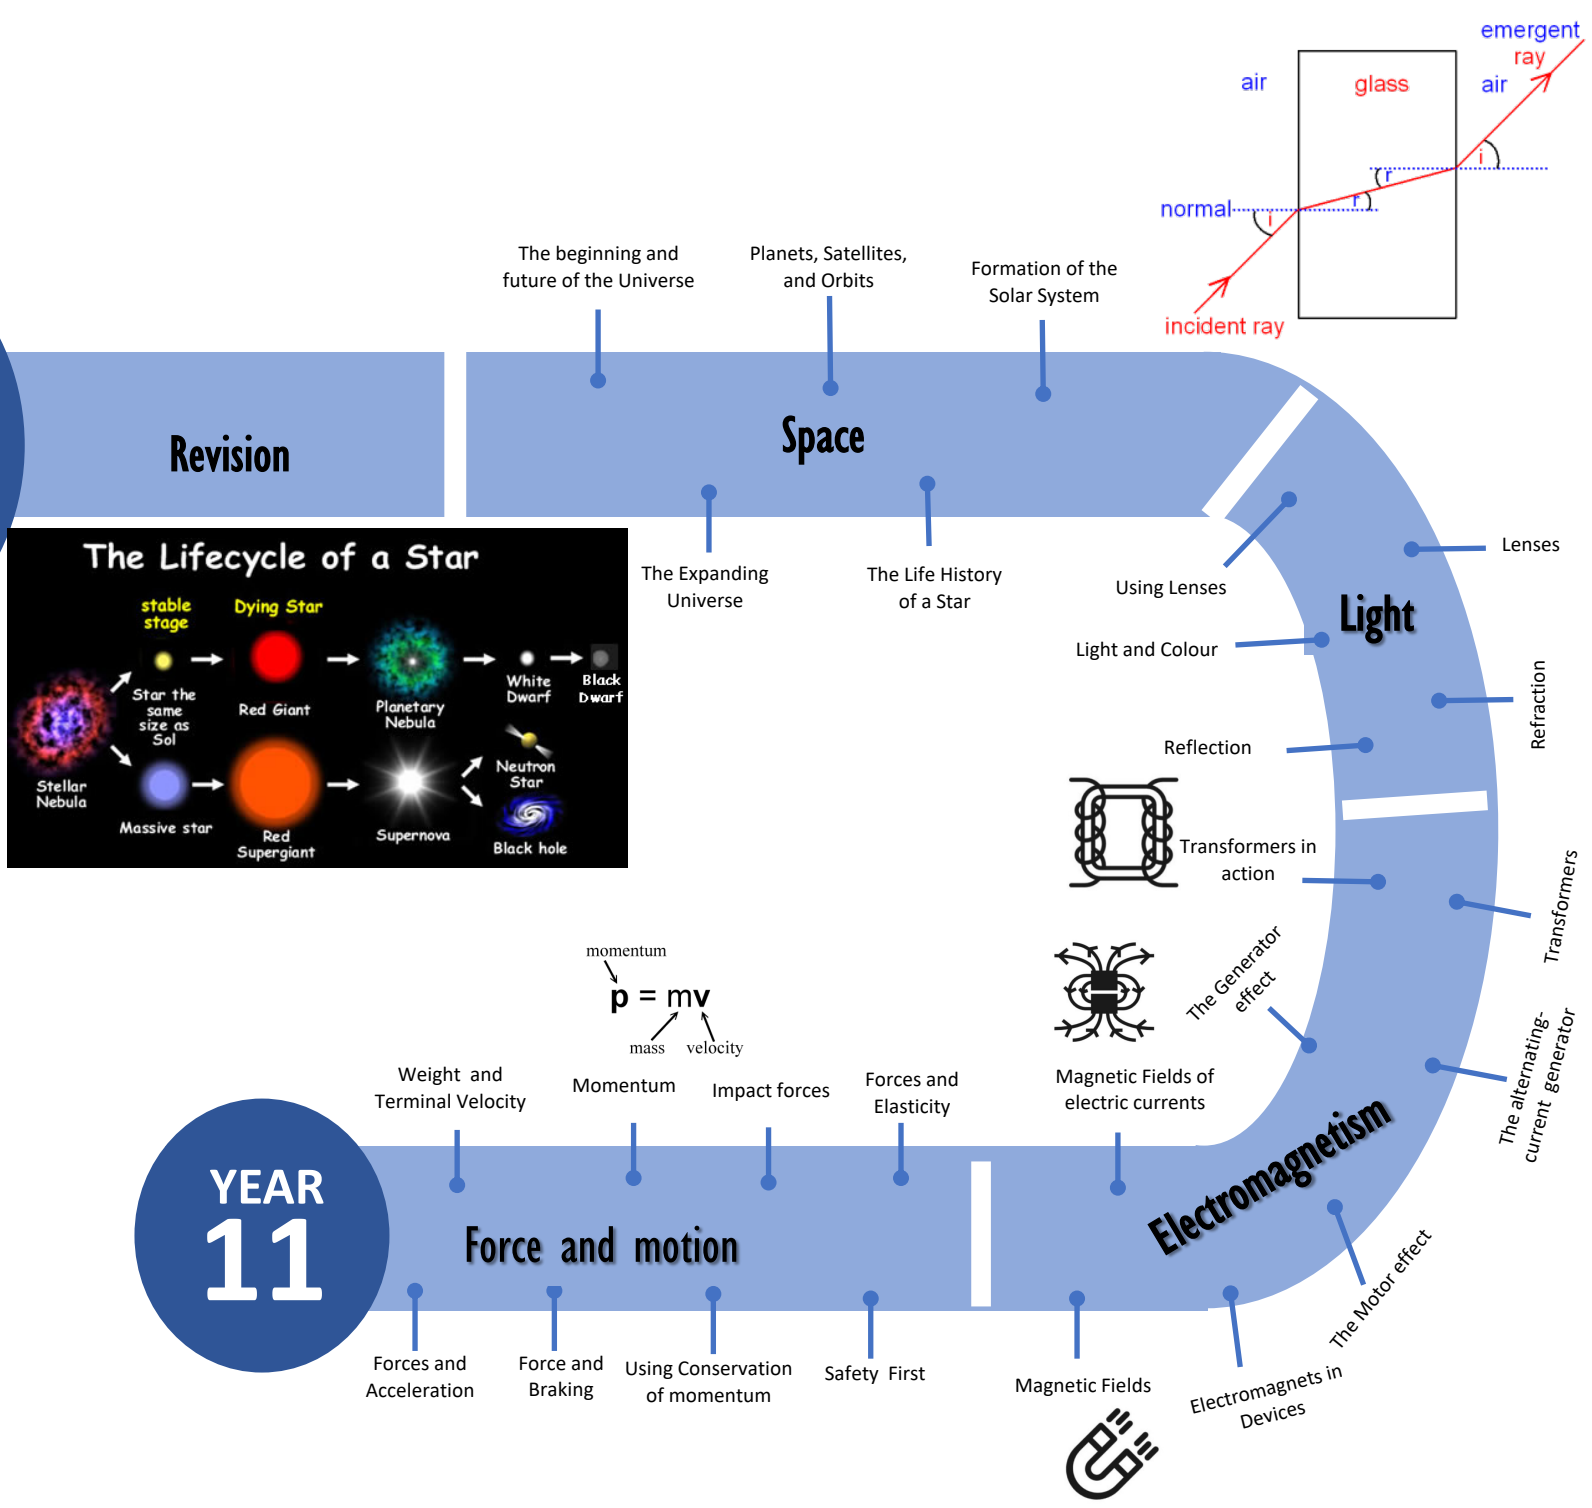 emergent
ray
air
glass
air
i
r
r
normal
i
incident ray
The beginning and
future of the Universe
Planets, Satellites,
and Orbits
Formation of the
Solar System
Revision
Space
The Expanding
Universe
The Life History
of a Star
Using Lenses
Lenses
Light
Light and Colour
Refraction
Reflection
The Lifecycle of a Star
stable
stage
Dying Star
Star the
same
size as
Sol
Red Giant
Planetary
Nebula
White
Dwarf
Black
Dwarf
Stellar
Nebula
Massive star
Red
Supergiant
Supernova
Neutron
Star
Black hole
Transformers in
action
Transformers
The Generator
effect
The alternating-
current generator
momentum
p = mv
mass
velocity
Weight and
Terminal Velocity
Momentum
Impact forces
Forces and
Elasticity
Magnetic Fields of
electric currents
YEAR
11
Force and motion
Electromagnetism
The Motor effect
Forces and
Acceleration
Force and
Braking
Using Conservation
of momentum
Safety First
Magnetic Fields
Electromagnets in
Devices